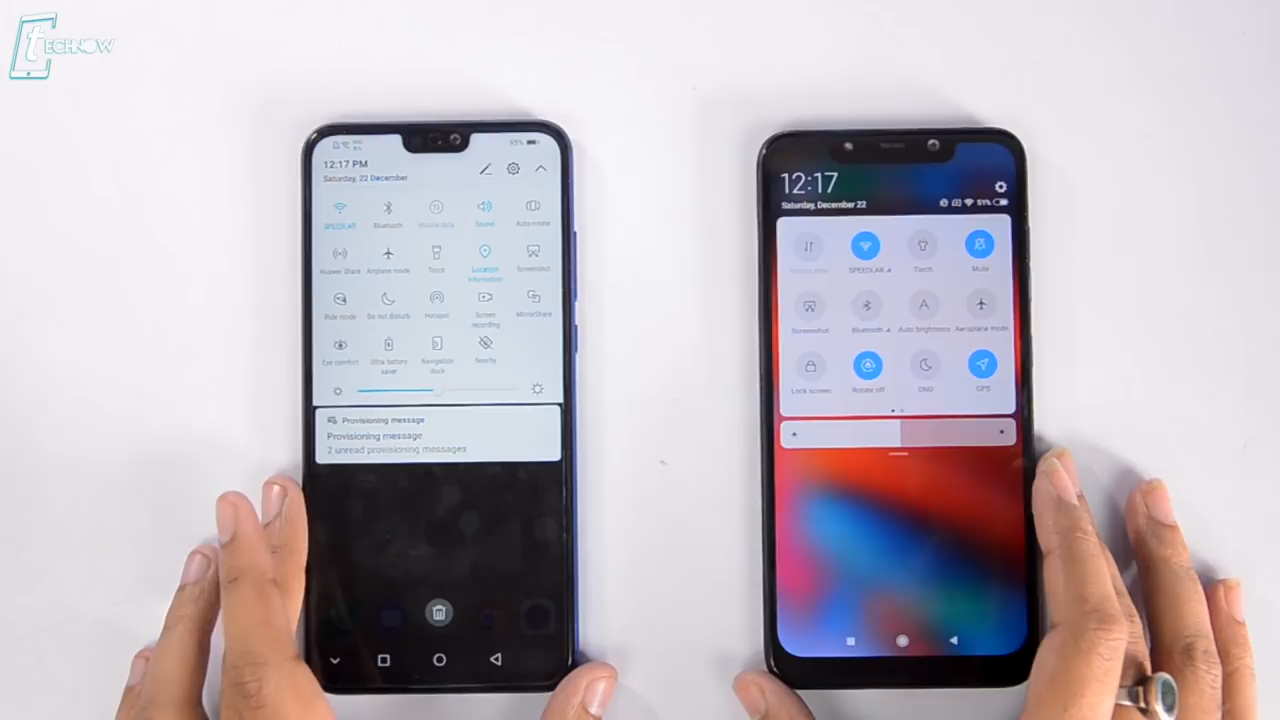 tECHNOW
65%
12:17 PM
Saturday, 22 December
SPEEDLAB Bluetooth Mobile data Sound Auto-rotate
Huawei Share Airplane mode Torch Location information Screenshot
Ride mode Do not disturb Hotspot Screen recording MirrorShare
Eye comfort Ultra battery saver Navigation dock Nearby
Provisioning message
Provisioning message
2 unread provisioning messages
12:17
Saturday, December 22
51%
SPEEDLAB Torch Mute
Screenshot Bluetooth Auto brightness Aeroplane mode
Lock screen Rotate off DND GPS